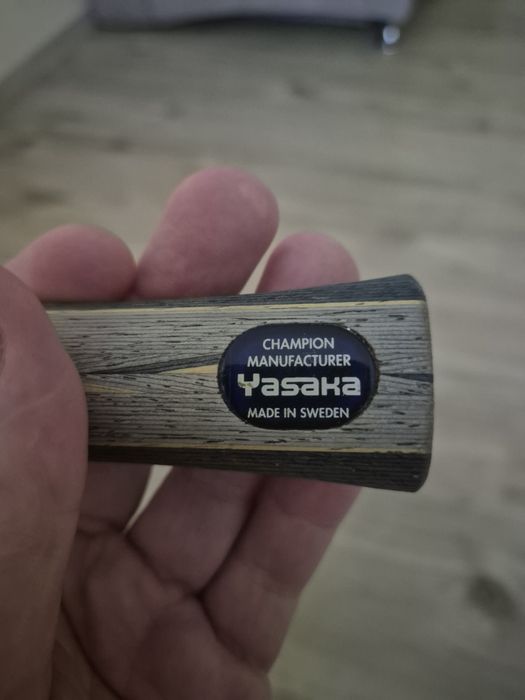 CHAMPION
MANUFACTURER
Yasaka
MADE IN SWEDEN